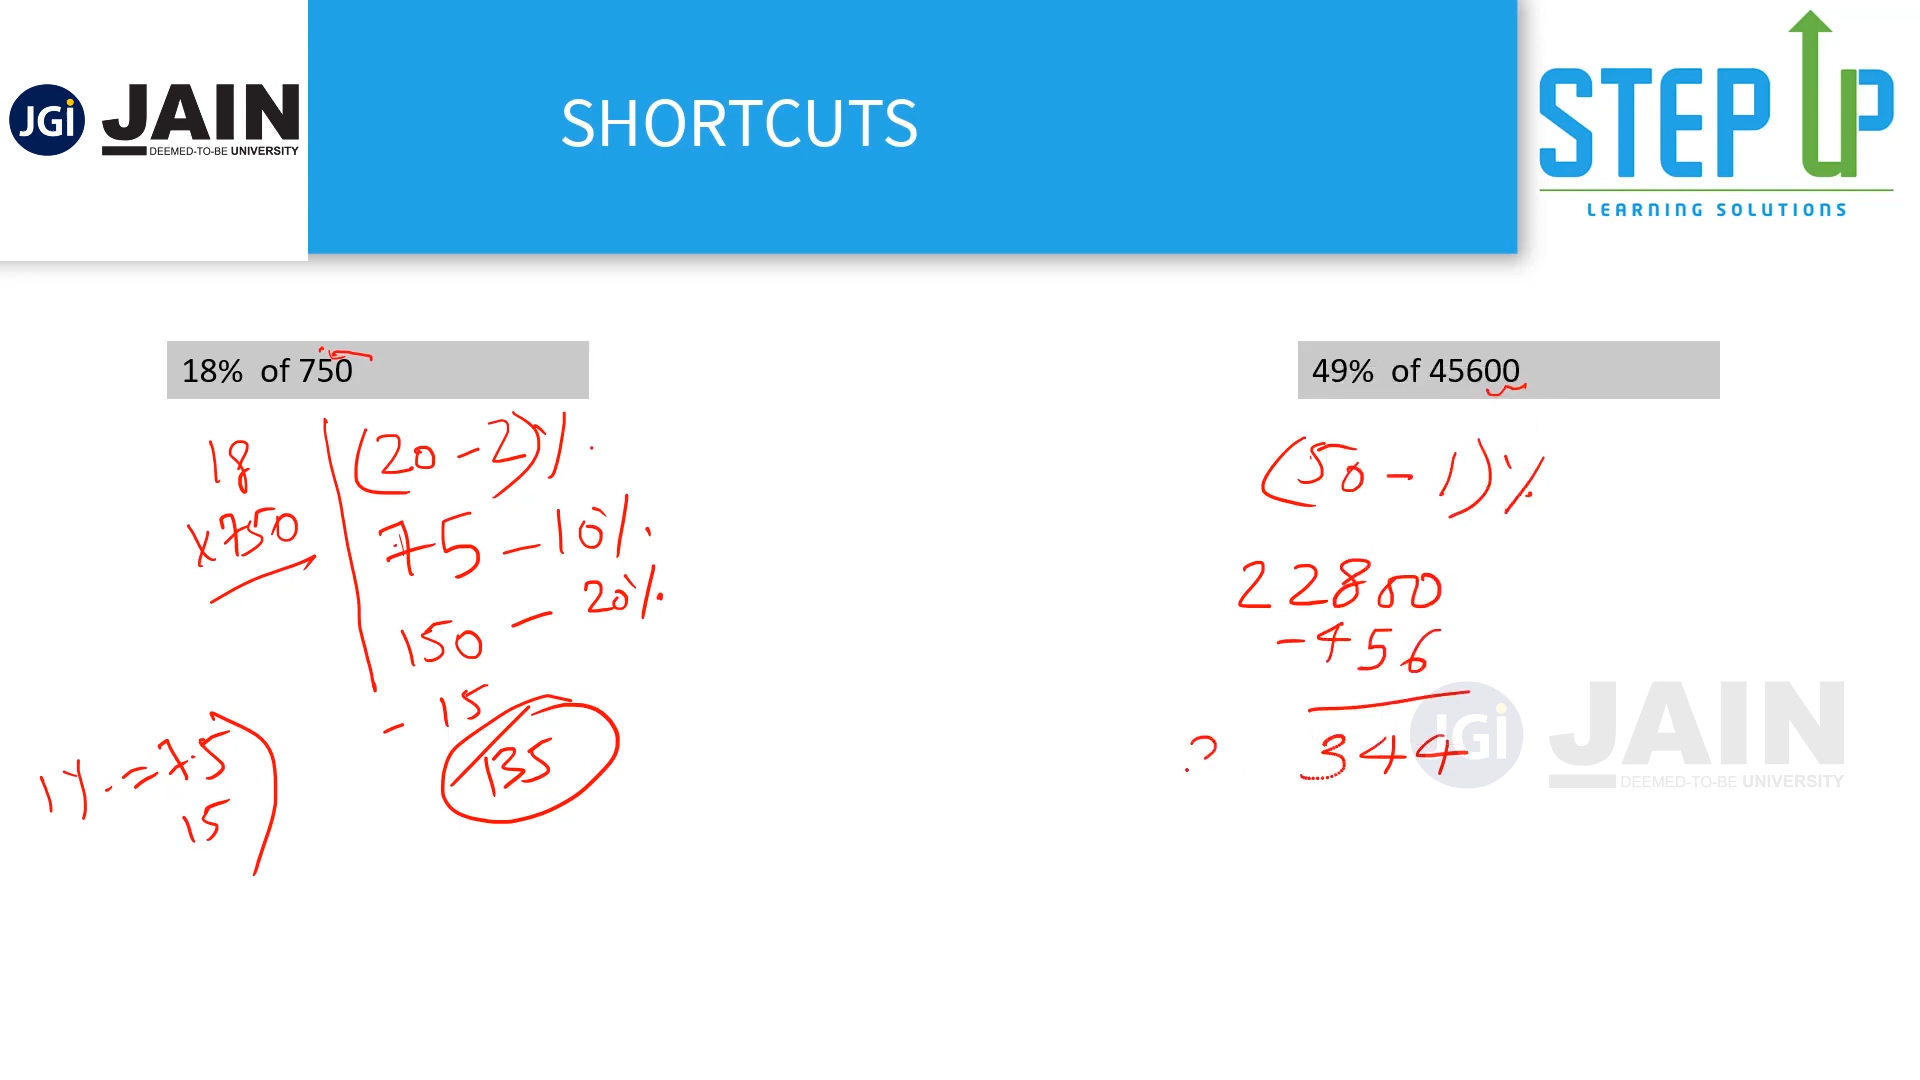 JGi JAIN
DEEMED-TO-BE UNIVERSITY
SHORTCUTS
STEP UP
LEARNING SOLUTIONS
18% of 750
18
x750
(20-2)%
75 - 10%
150 - 20%
- 15
135
1% = 7.5
15
49% of 45600
(50-1)%
22800
-456
? 344
JGi JAIN
DEEMED-TO-BE UNIVERSITY